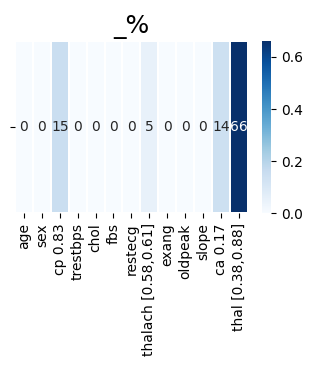 _%
0 0 15 0 0 0 0 5 0 0 0 14 66
0.6
0.4
0.2
0.0
age
sex
cp 0.83
trestbps
chol
fbs
restecg
thalach [0.58,0.61]
exang
oldpeak
slope
ca 0.17
thal [0.38,0.88]